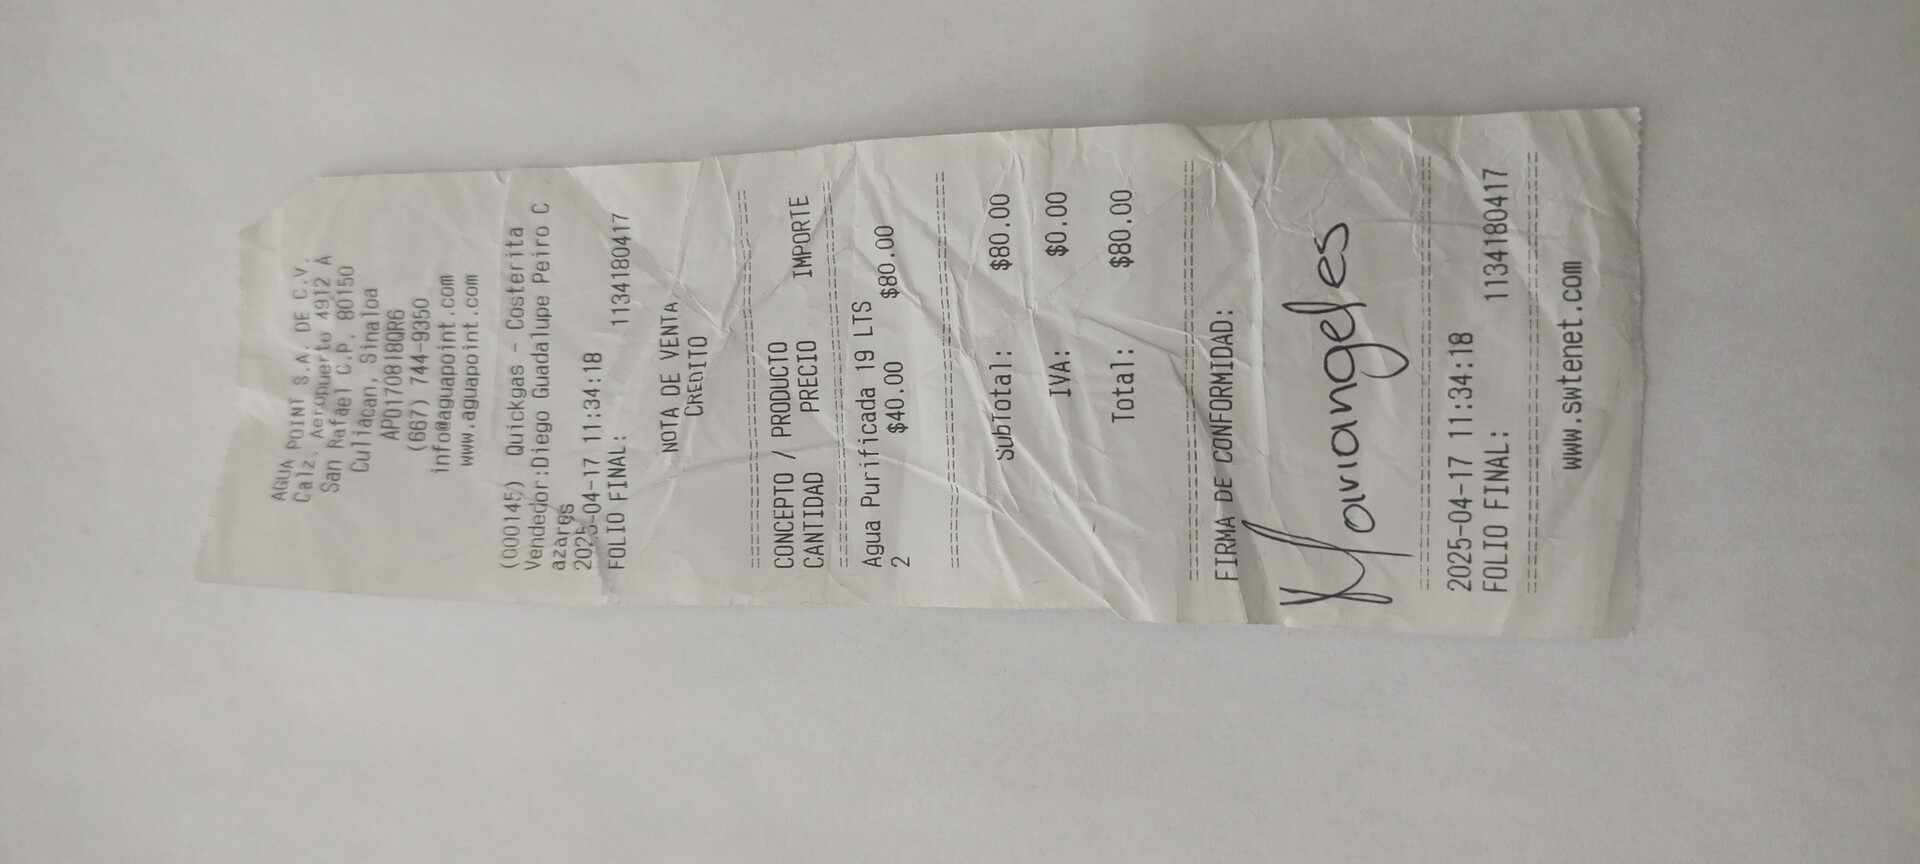 AGUA POINT S.A. DE C.V.
Calz. Aeropuerto 4912 A
San Rafael C.P. 80150
Culiacan, Sinaloa
APO170818QR6
(667) 744-9350
info@aguapoint.com
www.aguapoint.com
(000145) Quickgas - Costerita
Vendedor:Diego Guadalupe Peiro C
azares
2025-04-17 11:34:18
FOLIO FINAL: 1134180417
NOTA DE VENTA
CREDITO
================================
CONCEPTO / PRODUCTO
CANTIDAD PRECIO IMPORTE
================================
Agua Purificada 19 LTS
2 $40.00 $80.00
================================
SubTotal: $80.00
IVA: $0.00
Total: $80.00
================================
FIRMA DE CONFORMIDAD:
Mariangeles
================================
2025-04-17 11:34:18
FOLIO FINAL: 1134180417
================================
www.swtenet.com